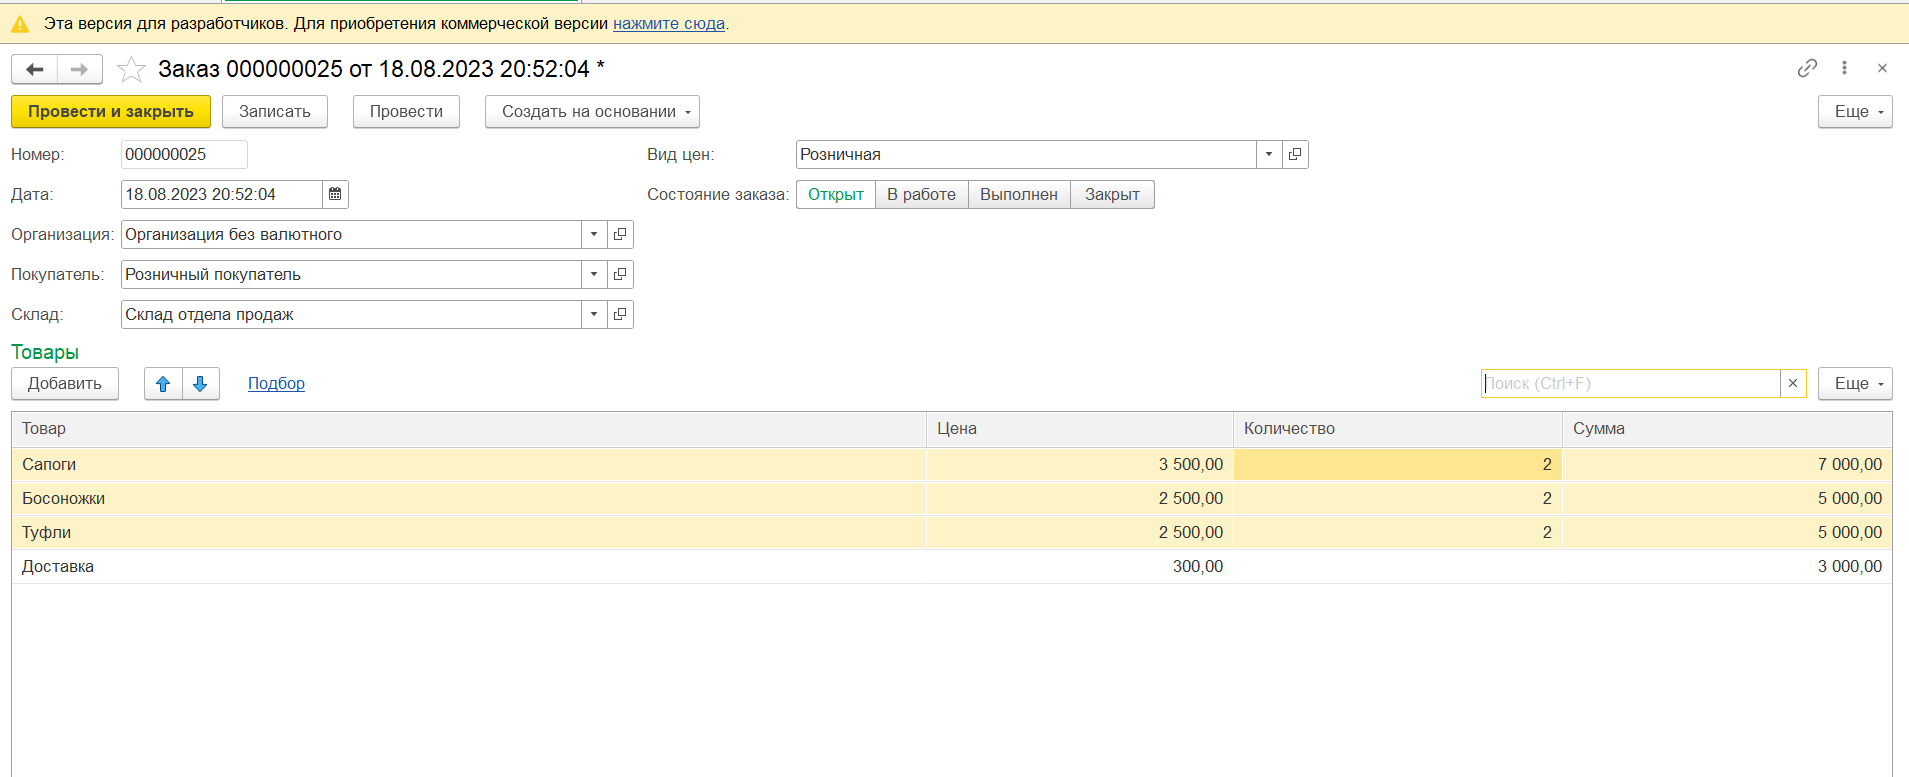 Эта версия для разработчиков. Для приобретения коммерческой версии нажмите сюда.
Заказ 000000025 от 18.08.2023 20:52:04 *
Провести и закрыть Записать Провести Создать на основании Еще
Номер: 000000025 Вид цен: Розничная
Дата: 18.08.2023 20:52:04 Состояние заказа: Открыт В работе Выполнен Закрыт
Организация: Организация без валютного
Покупатель: Розничный покупатель
Склад: Склад отдела продаж
Товары
Добавить Подбор Поиск (Ctrl+F) Еще
Товар Цена Количество Сумма
Сапоги 3 500,00 2 7 000,00
Босоножки 2 500,00 2 5 000,00
Туфли 2 500,00 2 5 000,00
Доставка 300,00 3 000,00